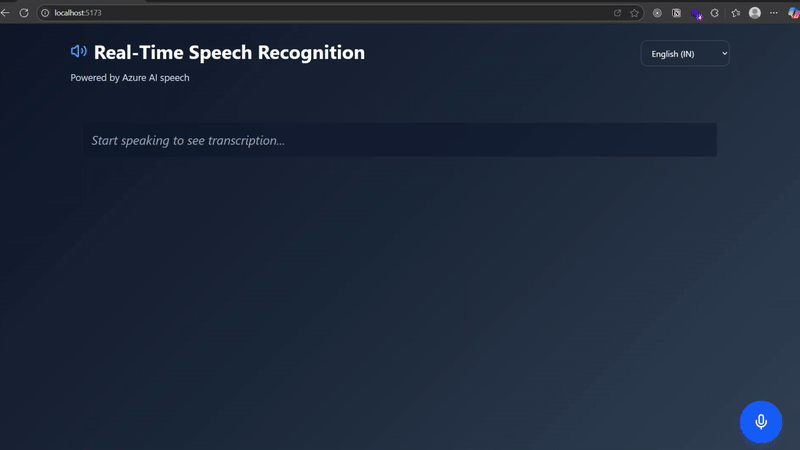 localhost:5173
Real-Time Speech Recognition
English (IN)
Powered by Azure AI speech
Start speaking to see transcription...